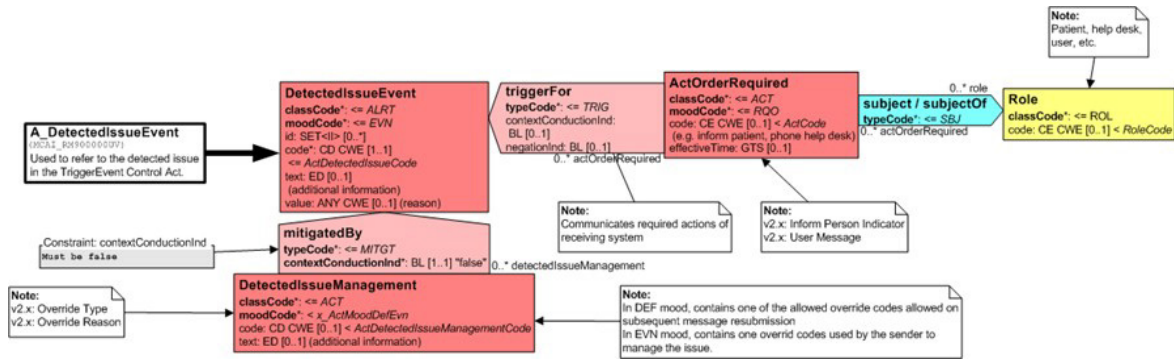 Note:
Patient, help desk,
user, etc.
A_DetectedIssueEvent
(MCAI_RM900000UV)
Used to refer to the detected issue
in the TriggerEvent Control Act.
DetectedIssueEvent
classCode*: <= ALRT
moodCode*: <= EVN
id: SET<II> [0..*]
code*: CD CWE [1..1]
<= ActDetectedIssueCode
text: ED [0..1]
(additional information)
value: ANY CWE [0..1] (reason)
triggerFor
typeCode*: <= TRIG
contextConductionInd:
BL [0..1]
negationInd: BL [0..1]
0..* actOrderRequired
ActOrderRequired
classCode*: <= ACT
moodCode*: <= RQO
code: CE CWE [0..1] < ActCode
(e.g. inform patient, phone help desk)
effectiveTime: GTS [0..1]
0..* role
subject / subjectOf
typeCode*: <= SBJ
0..* actOrderRequired
Role
classCode*: <= ROL
code: CE CWE [0..1] < RoleCode
Note:
Communicates required actions of
receiving system
Note:
v2.x: Inform Person Indicator
v2.x: User Message
Constraint: contextConductionInd
Must be false
mitigatedBy
typeCode*: <= MITGT
contextConductionInd*: BL [1..1] "false"
0..* detectedIssueManagement
Note:
v2.x: Override Type
v2.x: Override Reason
DetectedIssueManagement
classCode*: <= ACT
moodCode*: < x_ActMoodDefEvn
code: CD CWE [0..1] < ActDetectedIssueManagementCode
text: ED [0..1] (additional information)
Note:
In DEF mood, contains one of the allowed override codes allowed on
subsequent message resubmission
In EVN mood, contains one overrid codes used by the sender to
manage the issue.